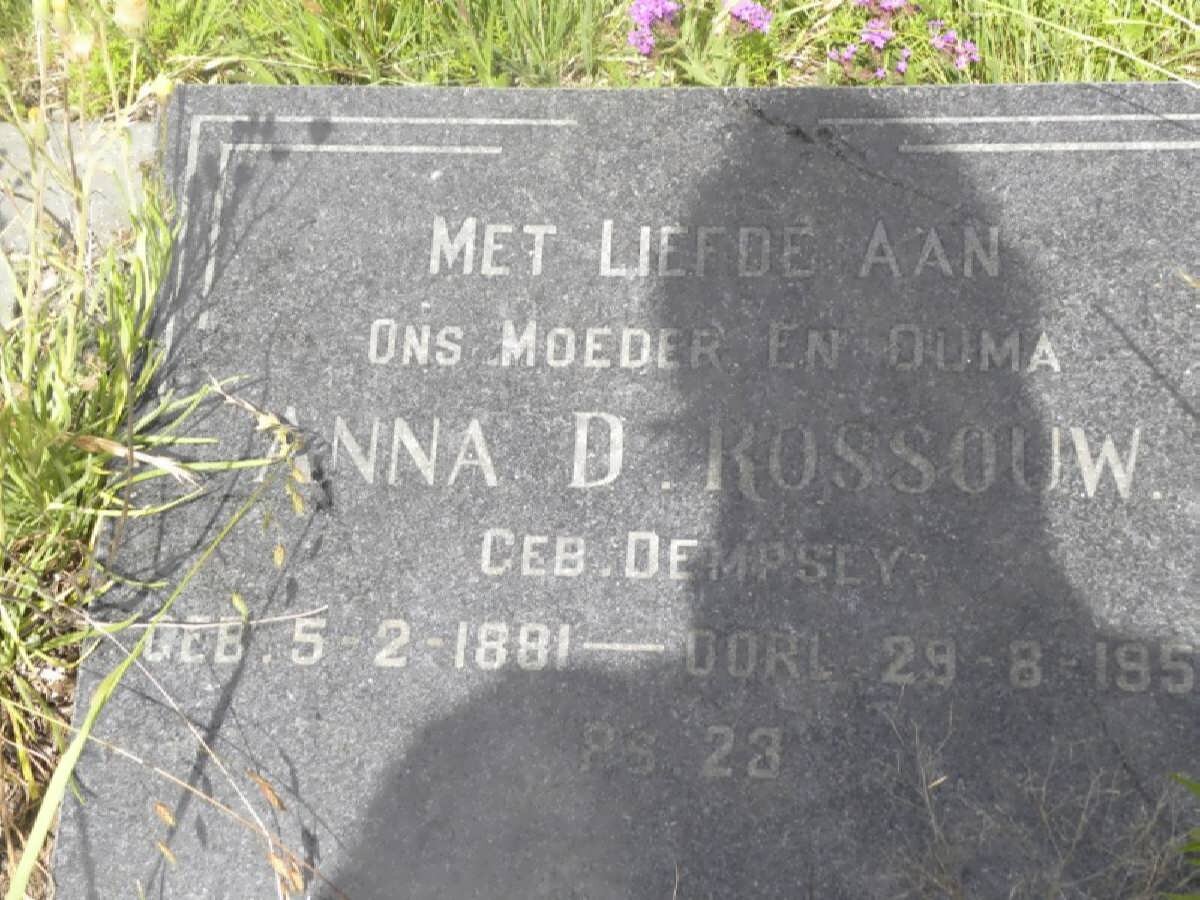 MET LIEFDE AAN
ONS MOEDER EN OUMA
ANNA D. ROSSOUW.
GEB. DEMPSEY
GEB. 5-2-1881 — OORL. 29-8-195
PS. 23